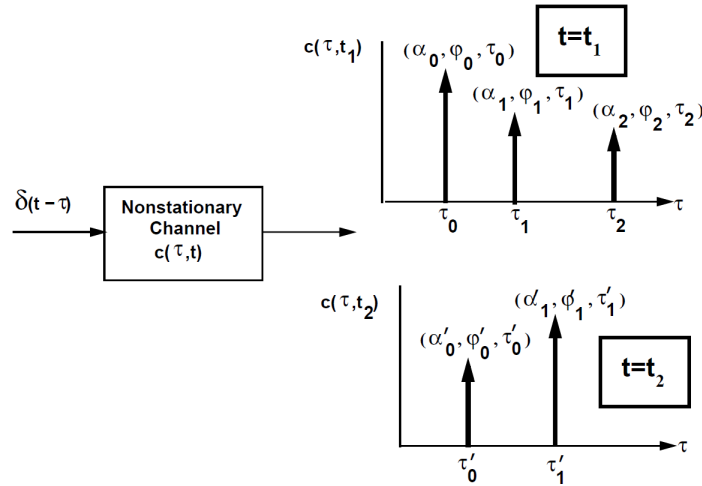 c(τ,t₁)
(α₀, φ₀, τ₀)
t=t₁
(α₁, φ₁, τ₁)
(α₂, φ₂, τ₂)
τ₀
τ₁
τ₂
τ
δ(t − τ)
Nonstationary
Channel
c(τ,t)
c(τ,t₂)
(α′₀, φ′₀, τ′₀)
(α′₁, φ′₁, τ′₁)
t=t₂
τ′₀
τ′₁
τ